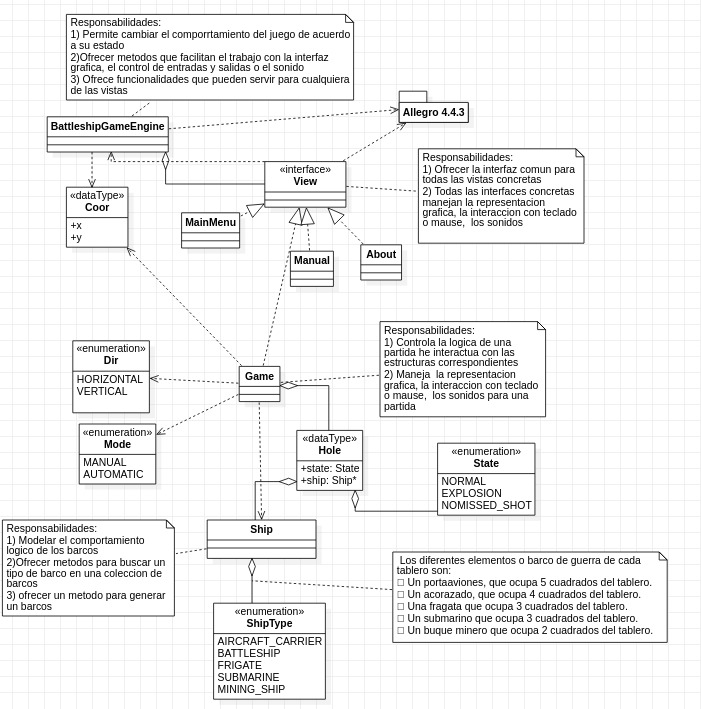 Responsabilidades:
1) Permite cambiar el comporrtamiento del juego de acuerdo
a su estado
2)Ofrecer metodos que facilitan el trabajo con la interfaz
grafica, el control de entradas y salidas o el sonido
3) Ofrece funcionalidades que pueden servir para cualquiera
de las vistas
Allegro 4.4.3
BattleshipGameEngine
«interface»
View
Responsabilidades:
1) Ofrecer la interfaz comun para
todas las vistas concretas
2) Todas las interfaces concretas
manejan la representacion
grafica, la interaccion con teclado
o mause,  los sonidos
«dataType»
Coor
+x
+y
MainMenu
Manual
About
Responsabilidades:
1) Controla la logica de una
partida he interactua con las
estructuras correspondientes
2) Maneja  la representacion
grafica, la interaccion con teclado
o mouse,  los sonidos para una
partida
«enumeration»
Dir
HORIZONTAL
VERTICAL
Game
«enumeration»
Mode
MANUAL
AUTOMATIC
«dataType»
Hole
+state: State
+ship: Ship*
«enumeration»
State
NORMAL
EXPLOSION
NOMISSED_SHOT
Responsabilidades:
1) Modelar el comportamiento
logico de los barcos
2)Ofrecer metodos para buscar un
tipo de barco en una coleccion de
barcos
3) ofrecer un metodo para generar
un barcos
Ship
Los diferentes elementos o barco de guerra de cada
tablero son:
 Un portaaviones, que ocupa 5 cuadrados del tablero.
 Un acorazado, que ocupa 4 cuadrados del tablero.
 Una fragata que ocupa 3 cuadrados del tablero.
 Un submarino que ocupa 3 cuadrados del tablero.
 Un buque minero que ocupa 2 cuadrados del tablero.
«enumeration»
ShipType
AIRCRAFT_CARRIER
BATTLESHIP
FRIGATE
SUBMARINE
MINING_SHIP